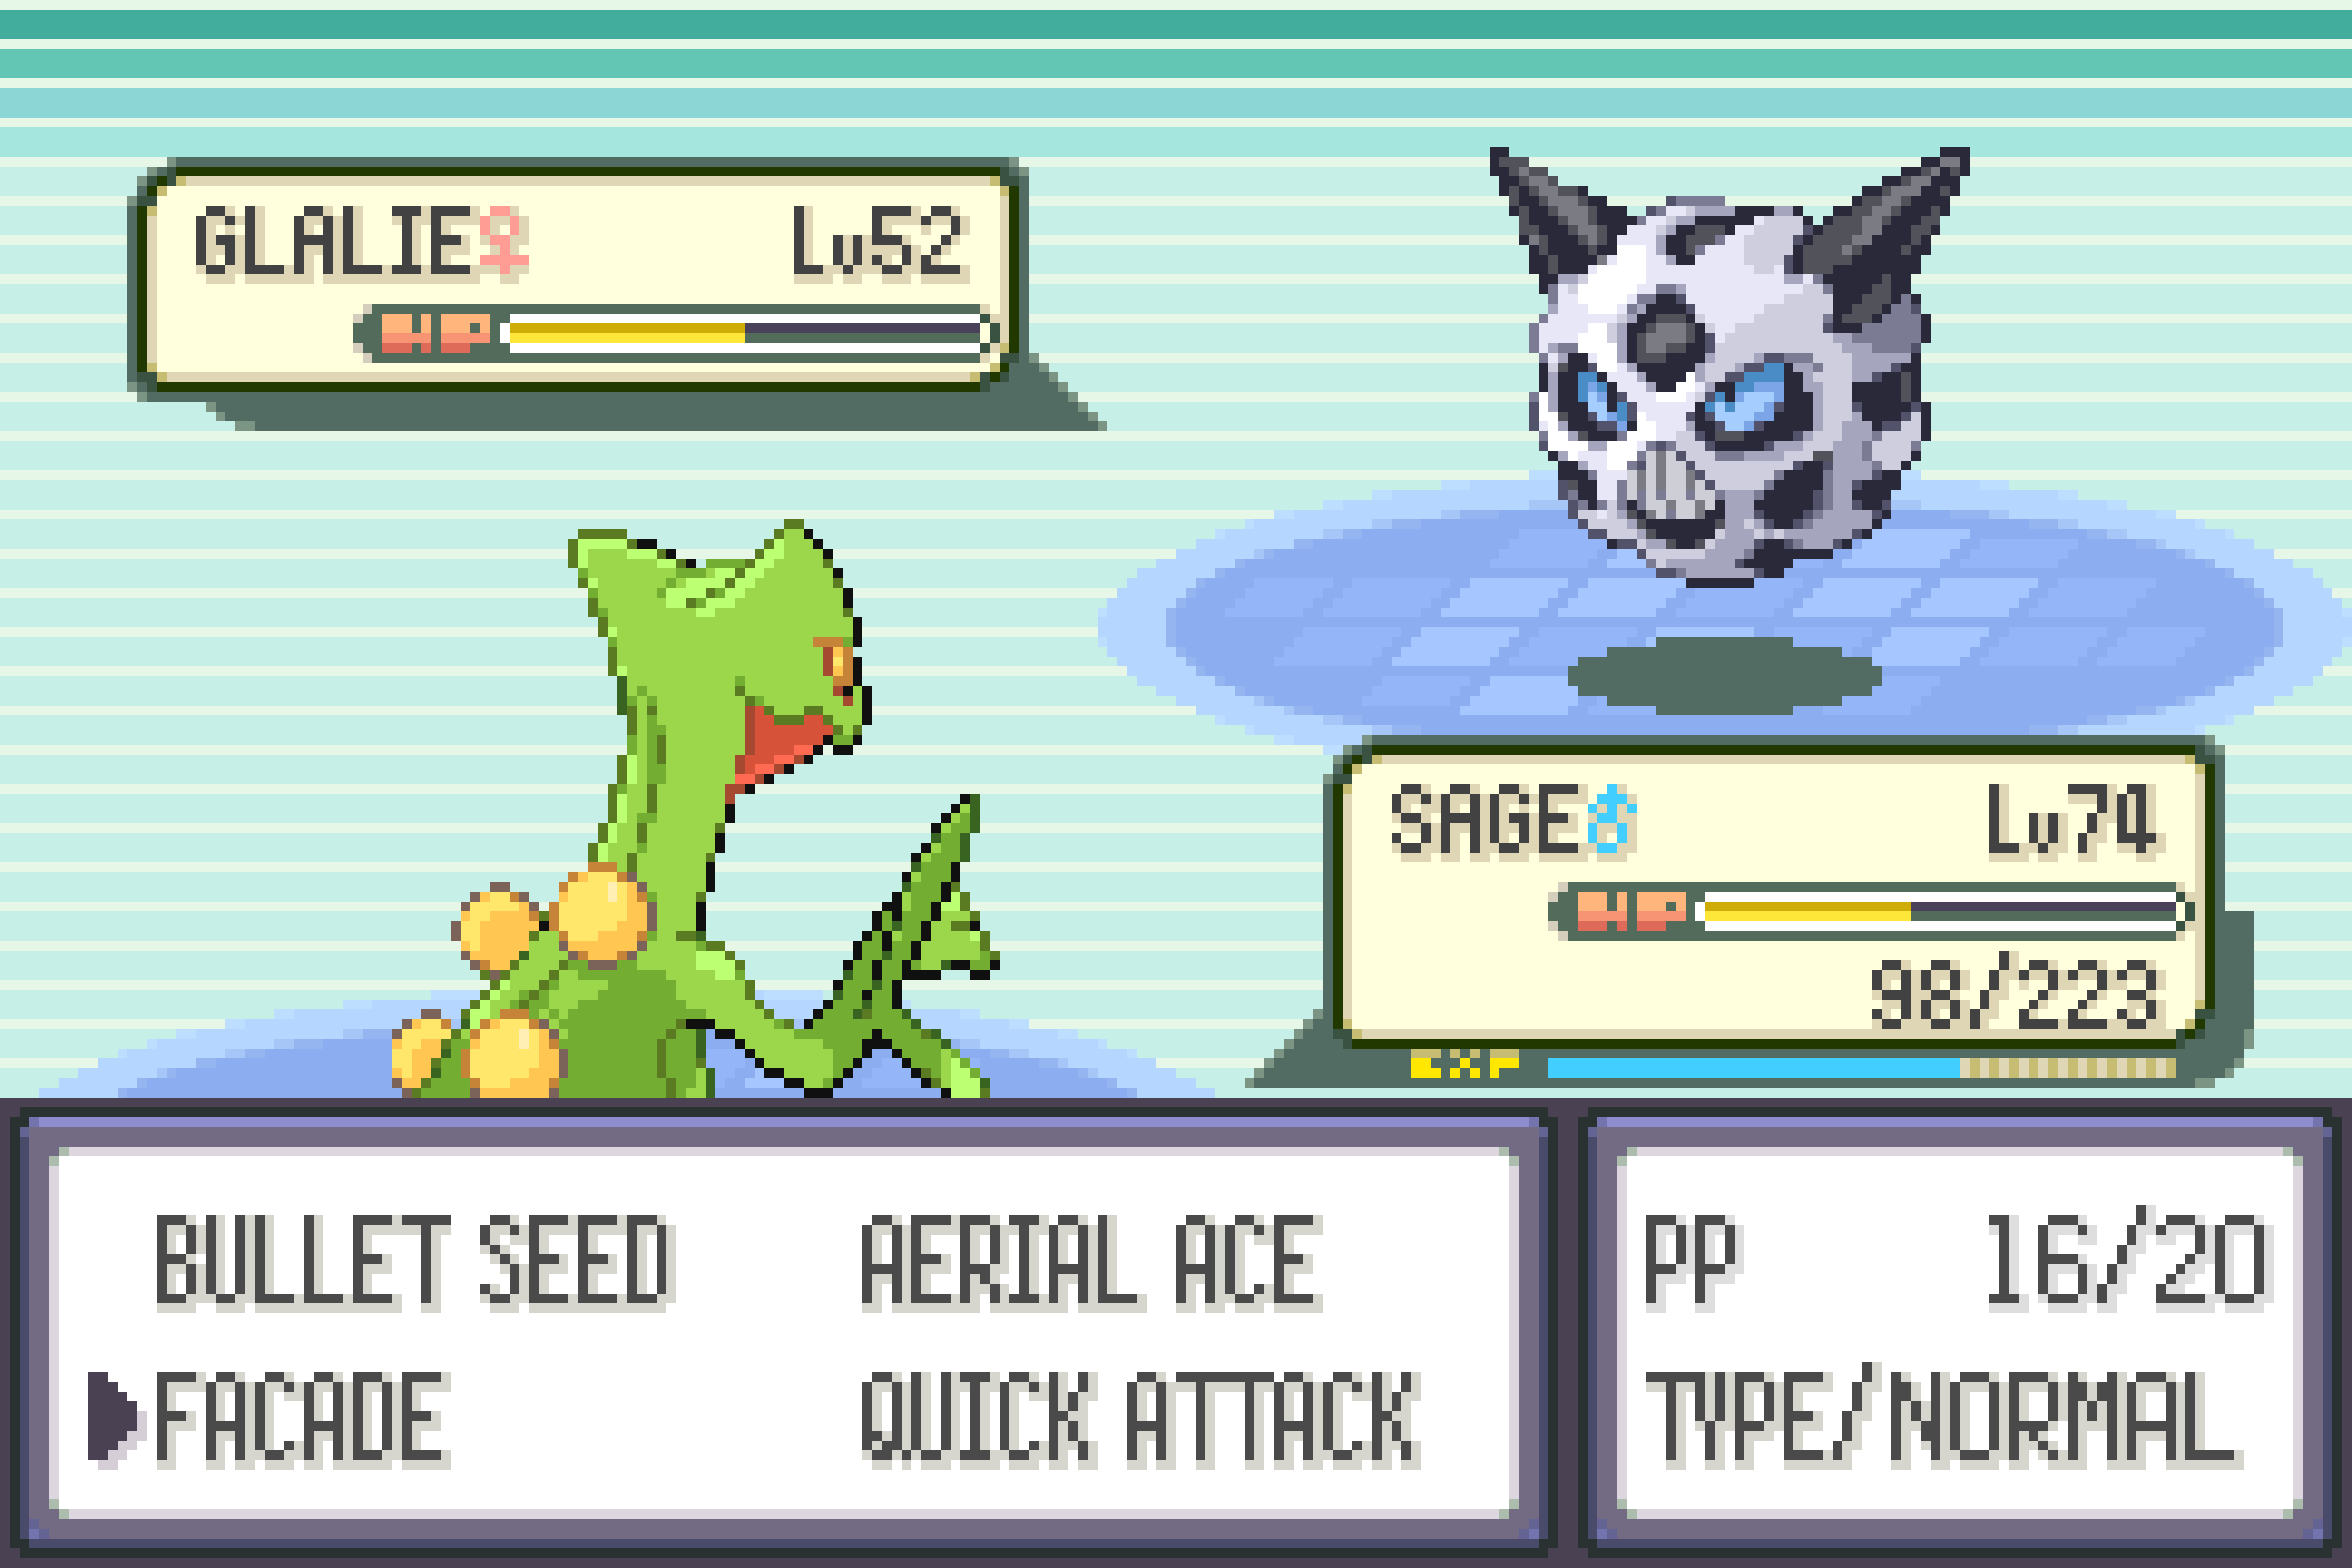 GLALIE♀ Lv52
HP
SAGE♂ Lv74
HP
98/223
EXP
BULLET SEED AERIAL ACE
▶FACADE QUICK ATTACK
PP 16/20
TYPE/NORMAL